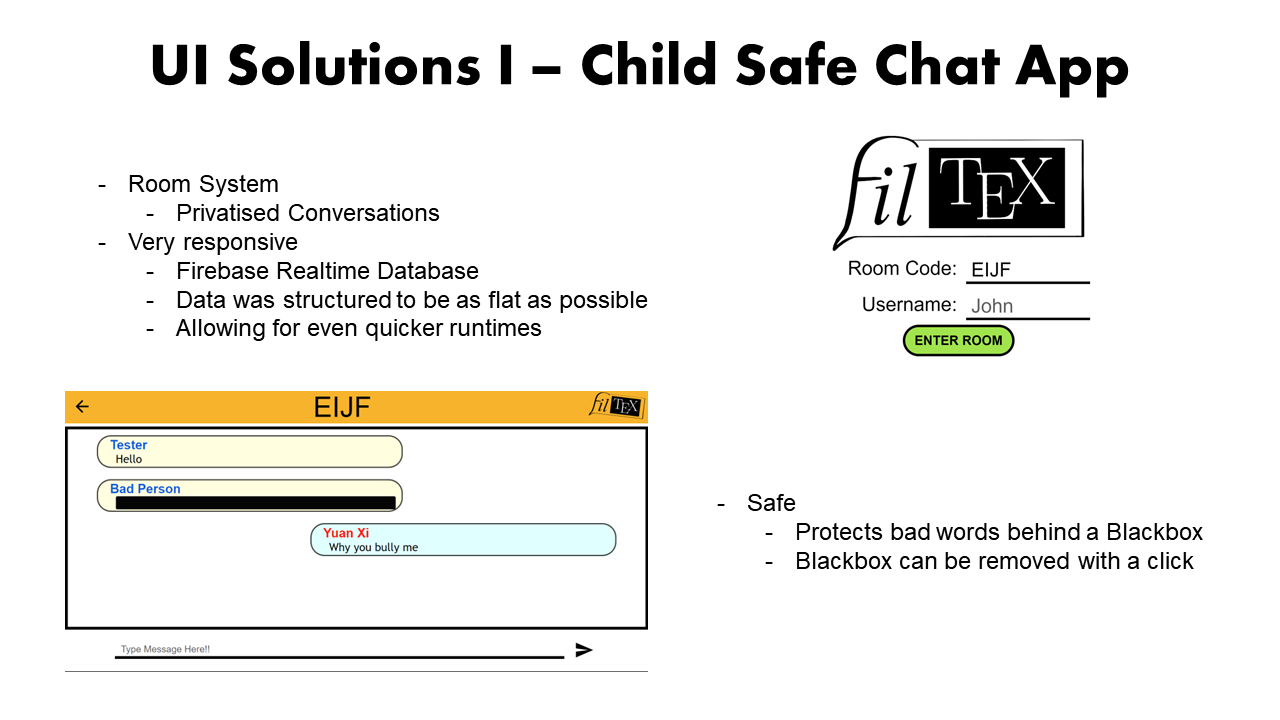 UI Solutions I – Child Safe Chat App
- Room System
- Privatised Conversations
- Very responsive
- Firebase Realtime Database
- Data was structured to be as flat as possible
- Allowing for even quicker runtimes
fil TEX
Room Code: EIJF
Username: John
ENTER ROOM
EIJF
fil TEX
Tester
Hello
Bad Person
Yuan Xi
Why you bully me
Type Message Here!!
- Safe
- Protects bad words behind a Blackbox
- Blackbox can be removed with a click